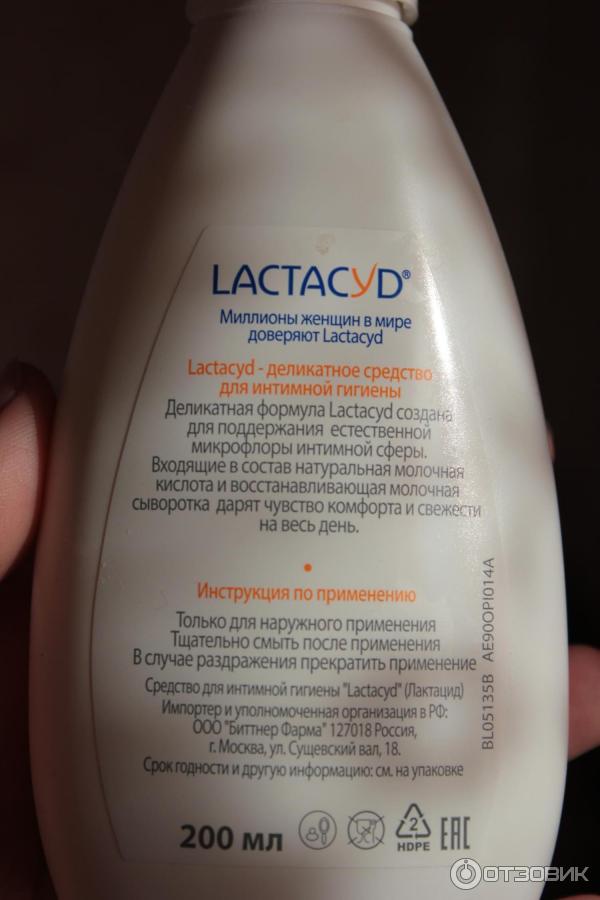 LACTACYD®
Миллионы женщин в мире
доверяют Lactacyd
Lactacyd - деликатное средство
для интимной гигиены
Деликатная формула Lactacyd создана
для поддержания естественной
микрофлоры интимной сферы.
Входящие в состав натуральная молочная
кислота и восстанавливающая молочная
сыворотка дарят чувство комфорта и свежести
на весь день.
•
Инструкция по применению
Только для наружного применения
Тщательно смыть после применения
В случае раздражения прекратить применение
Средство для интимной гигиены "Lactacyd" (Лактацид)
Импортер и уполномоченная организация в РФ:
ООО "Биттнер Фарма" 127018 Россия,
г. Москва, ул. Сущевский вал, 18.
Срок годности и другую информацию: см. на упаковке
200 мл
2
HDPE
EAC
BL05135B AE90OPI014A
ОТЗОВИК